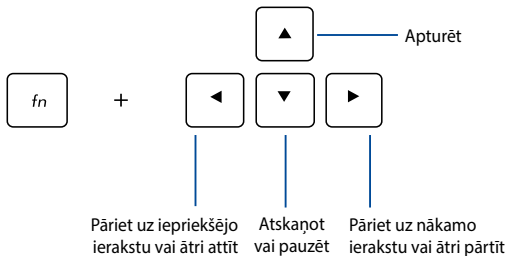 Apturēt
fn +
Pāriet uz iepriekšējo
ierakstu vai ātri attīt
Atskaņot
vai pauzēt
Pāriet uz nākamo
ierakstu vai ātri pārtīt